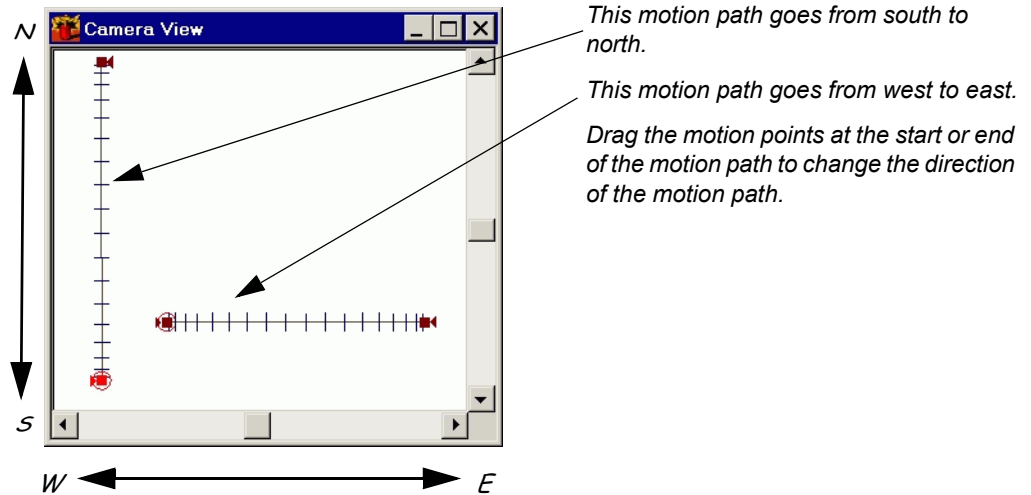 N
Camera View
This motion path goes from south to
north.
This motion path goes from west to east.
Drag the motion points at the start or end
of the motion path to change the direction
of the motion path.
S
W
E